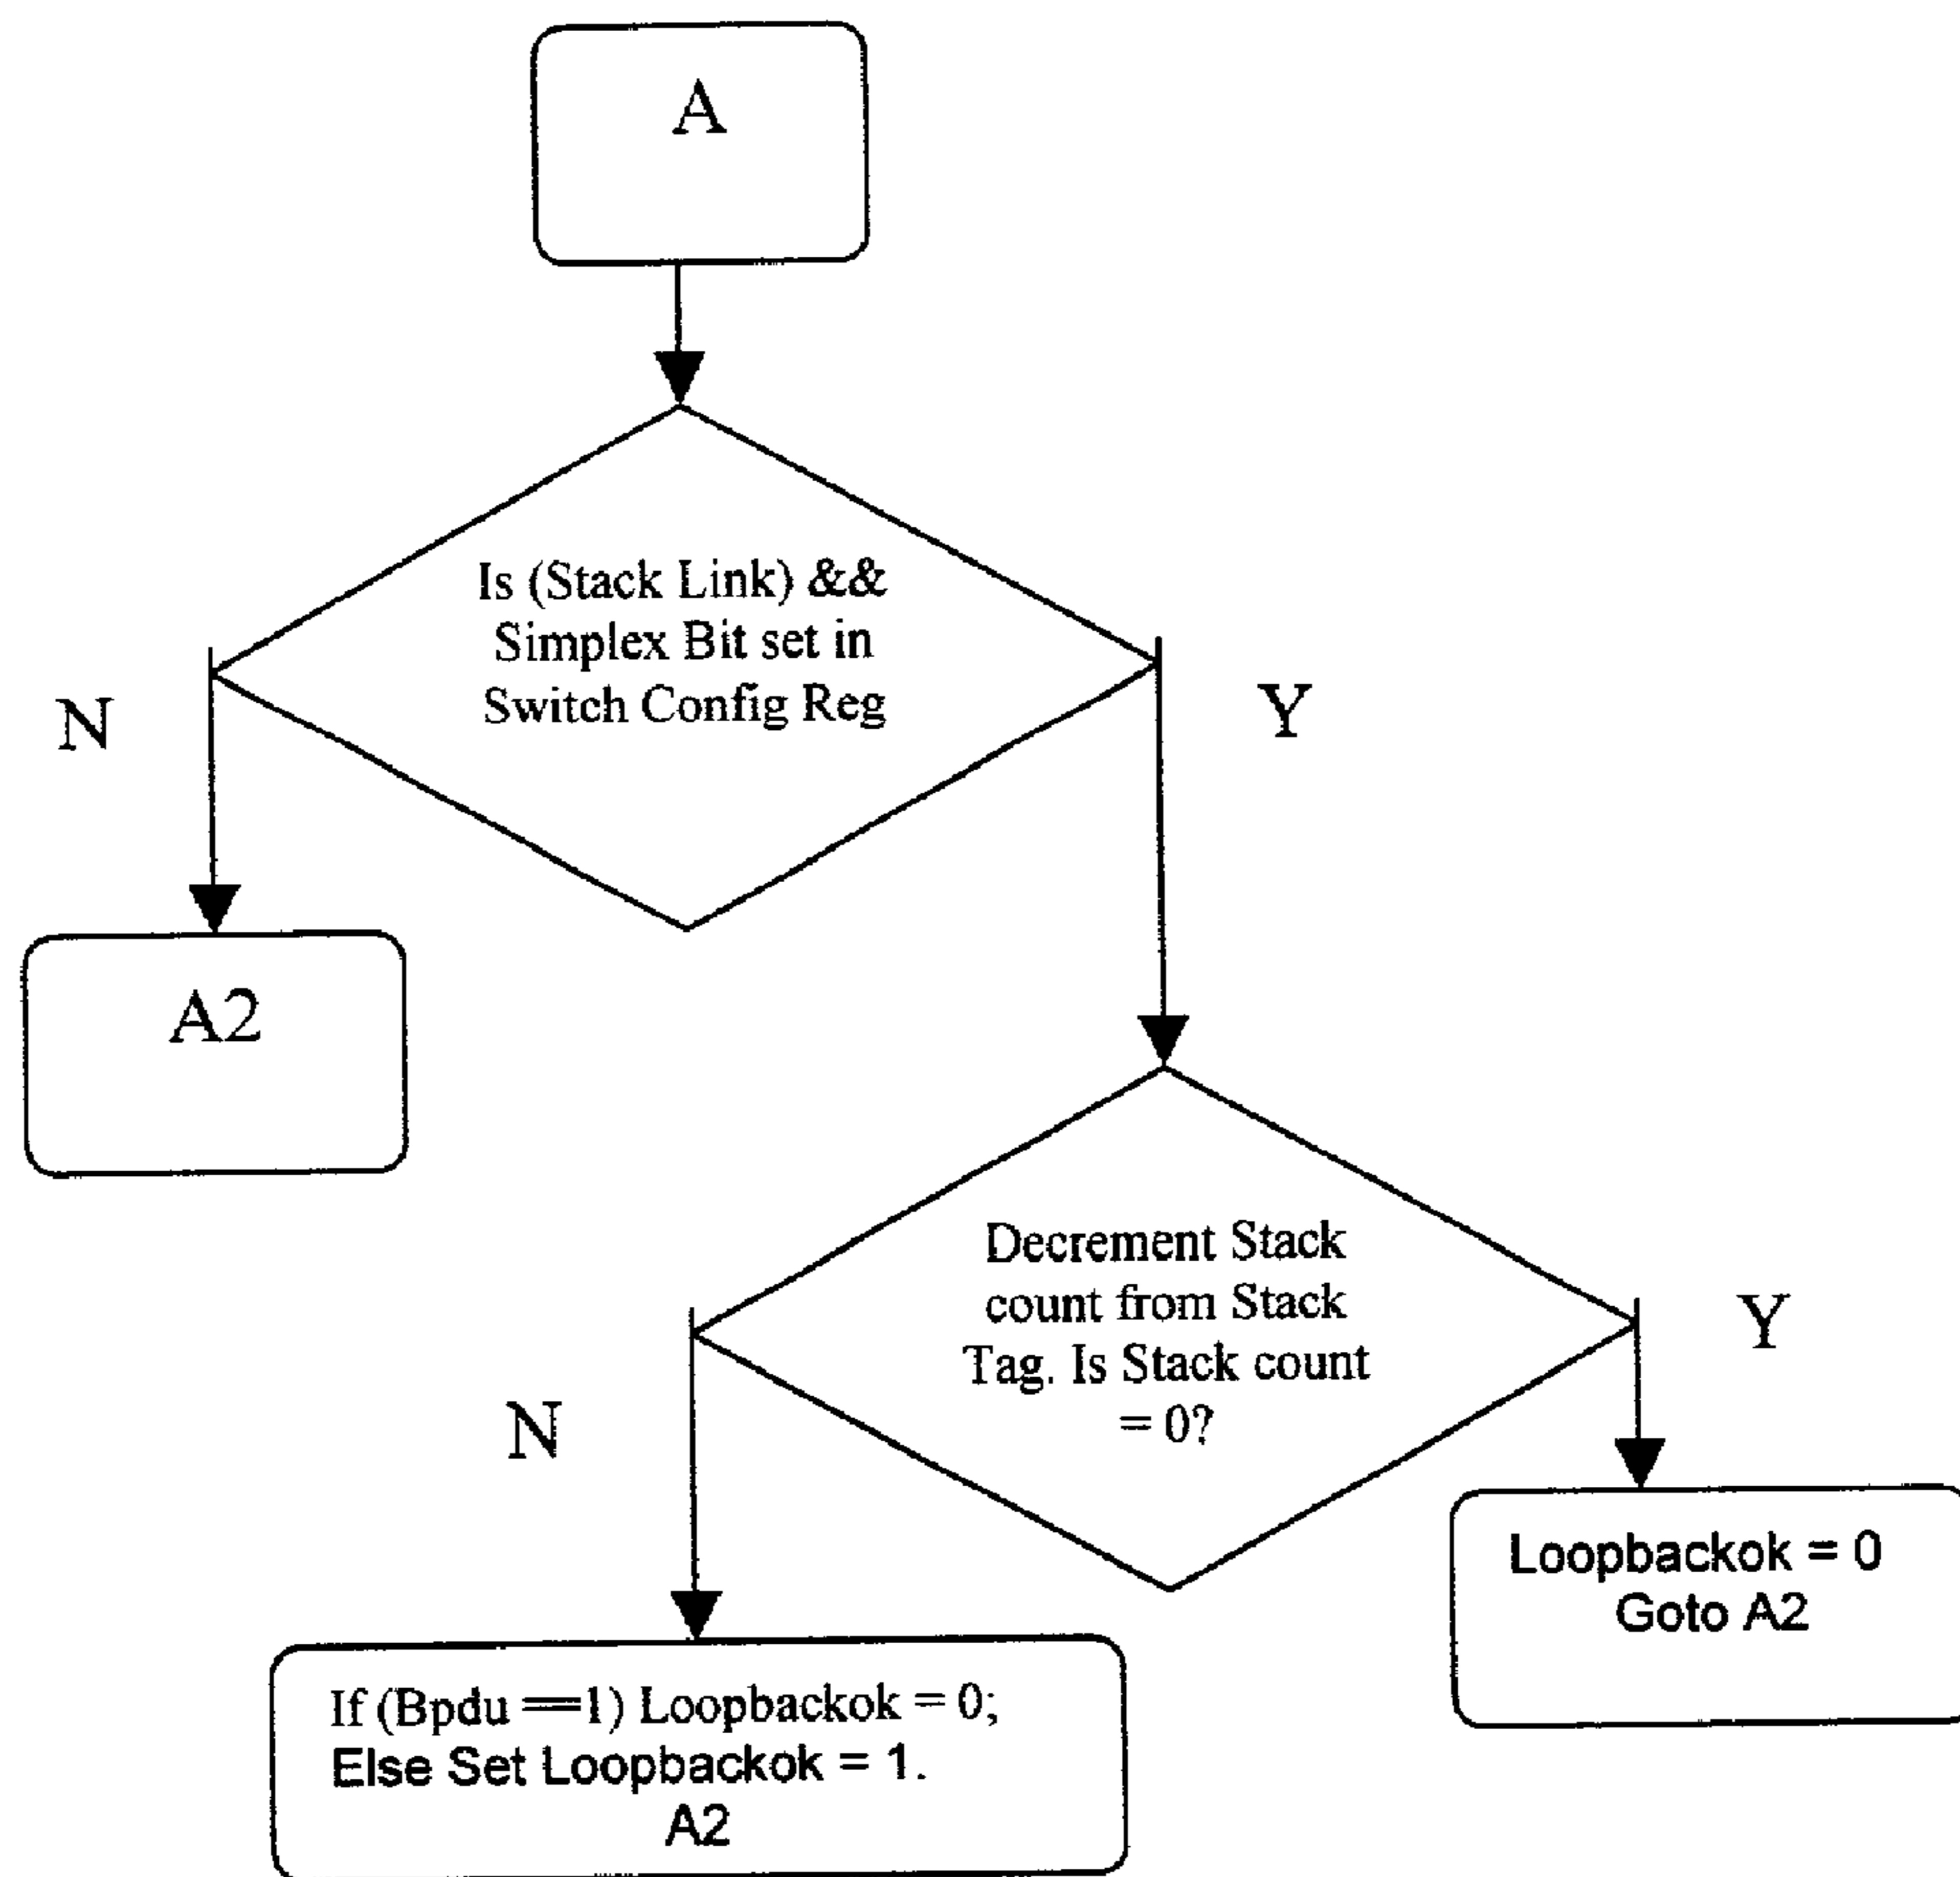 A
Is (Stack Link) &&
Simplex Bit set in
Switch Config Reg
N
Y
A2
Decrement Stack
count from Stack
Tag. Is Stack count
= 0?
N
Y
Loopbackok = 0
Goto A2
If (Bpdu ==1) Loopbackok = 0;
Else Set Loopbackok = 1.
A2